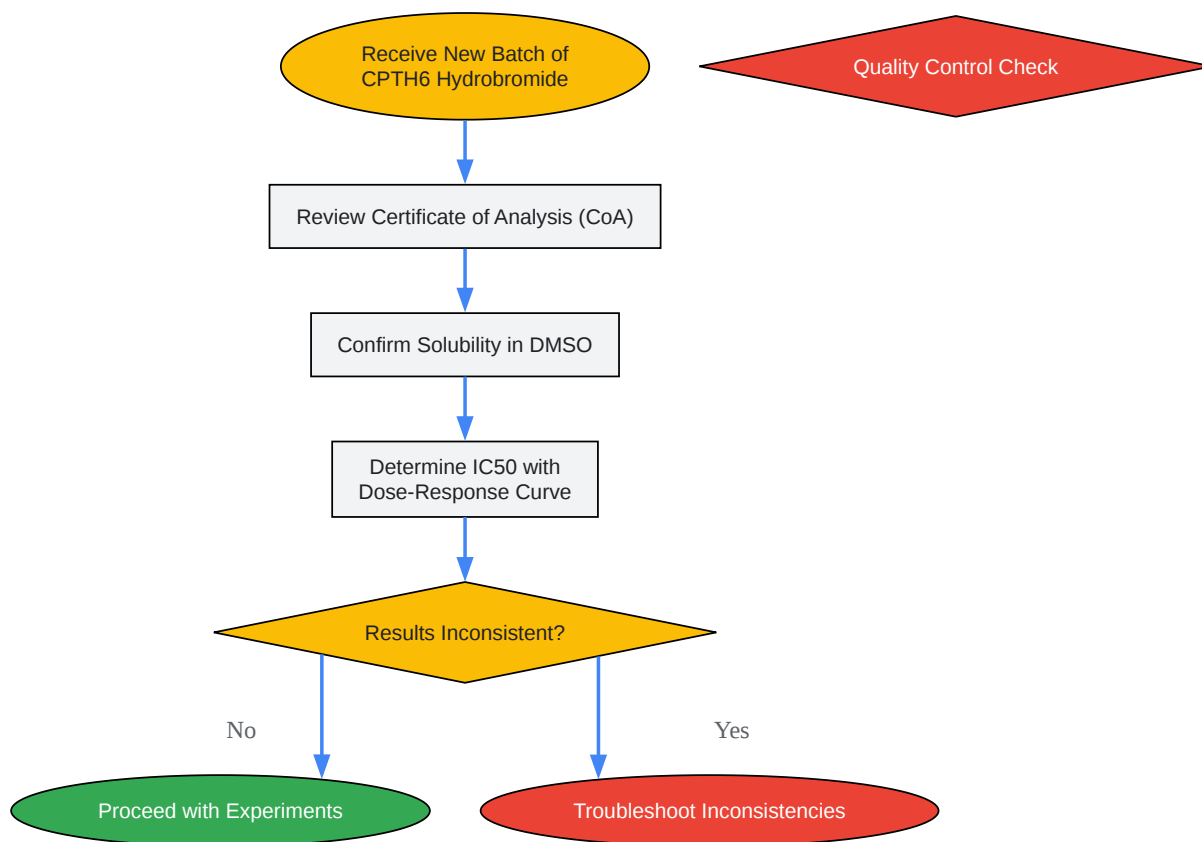 Receive New Batch of
CPTH6 Hydrobromide
Quality Control Check
Review Certificate of Analysis (CoA)
Confirm Solubility in DMSO
Determine IC50 with
Dose-Response Curve
Results Inconsistent?
No
Yes
Proceed with Experiments
Troubleshoot Inconsistencies